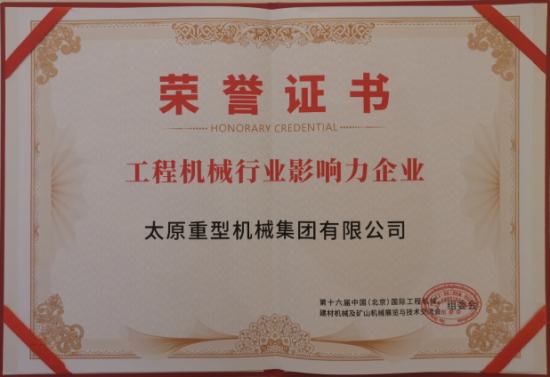 荣誉证书
HONORARY CREDENTIAL
工程机械行业影响力企业
太原重型机械集团有限公司
第十六届中国(北京)国际工程机械、
建材机械及矿山机械展览与技术交流会
组委会